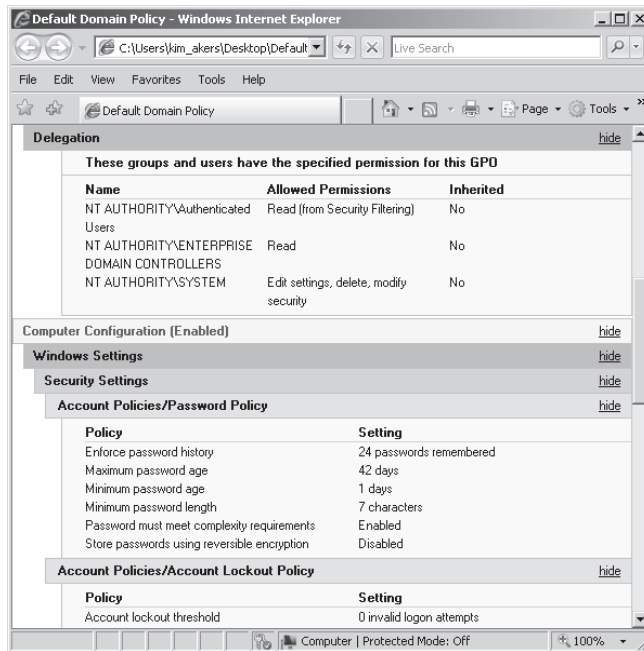 Default Domain Policy - Windows Internet Explorer
C:\Users\kim_akers\Desktop\Default
Live Search
File Edit View Favorites Tools Help
Default Domain Policy
Page
Tools
Delegation hide
These groups and users have the specified permission for this GPO
Name Allowed Permissions Inherited
NT AUTHORITY\Authenticated Users Read (from Security Filtering) No
NT AUTHORITY\ENTERPRISE DOMAIN CONTROLLERS Read No
NT AUTHORITY\SYSTEM Edit settings, delete, modify security No
Computer Configuration (Enabled) hide
Windows Settings hide
Security Settings hide
Account Policies/Password Policy hide
Policy Setting
Enforce password history 24 passwords remembered
Maximum password age 42 days
Minimum password age 1 days
Minimum password length 7 characters
Password must meet complexity requirements Enabled
Store passwords using reversible encryption Disabled
Account Policies/Account Lockout Policy hide
Policy Setting
Account lockout threshold 0 invalid logon attempts
Computer | Protected Mode: Off 100%